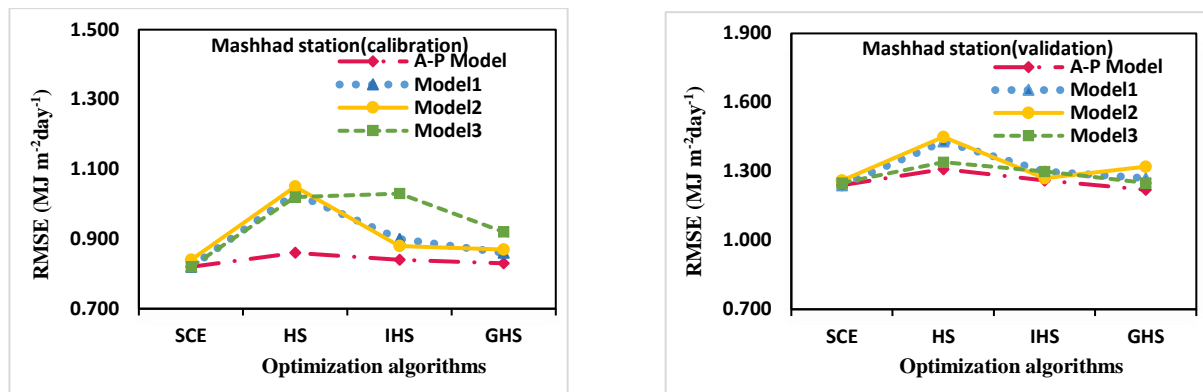 1.500
1.300
1.100
0.900
0.700
RMSE (MJ m⁻²day⁻¹)
Mashhad station(calibration)
A-P Model
Model1
Model2
Model3
SCE HS IHS GHS
Optimization algorithms
1.900
1.600
1.300
1.000
0.700
RMSE (MJ m⁻²day⁻¹)
Mashhad station(validation)
A-P Model
Model1
Model2
Model3
SCE HS IHS GHS
Optimization algorithms